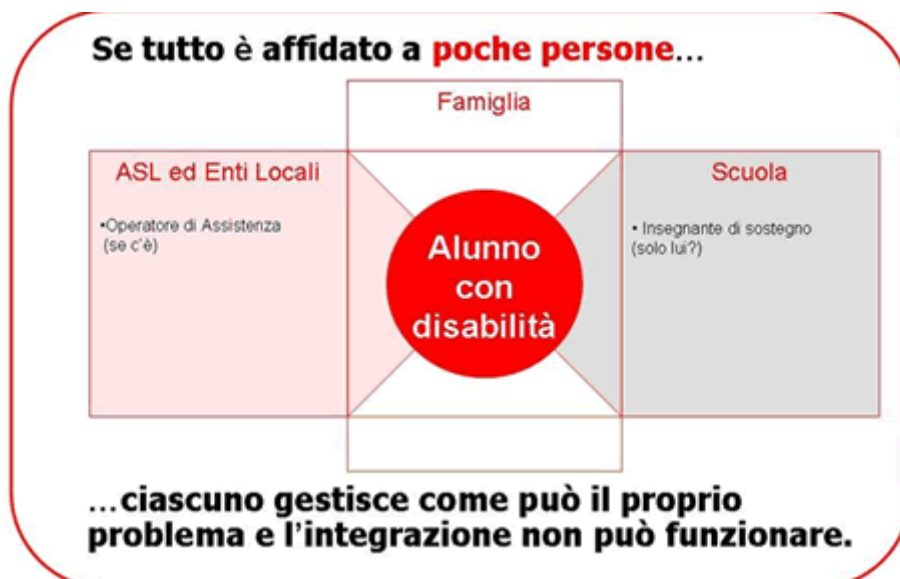 Se tutto è affidato a poche persone...
Famiglia
ASL ed Enti Locali
•Operatore di Assistenza
(se c'è)
Alunno
con
disabilità
Scuola
• Insegnante di sostegno
(solo lui?)
...ciascuno gestisce come può il proprio
problema e l'integrazione non può funzionare.